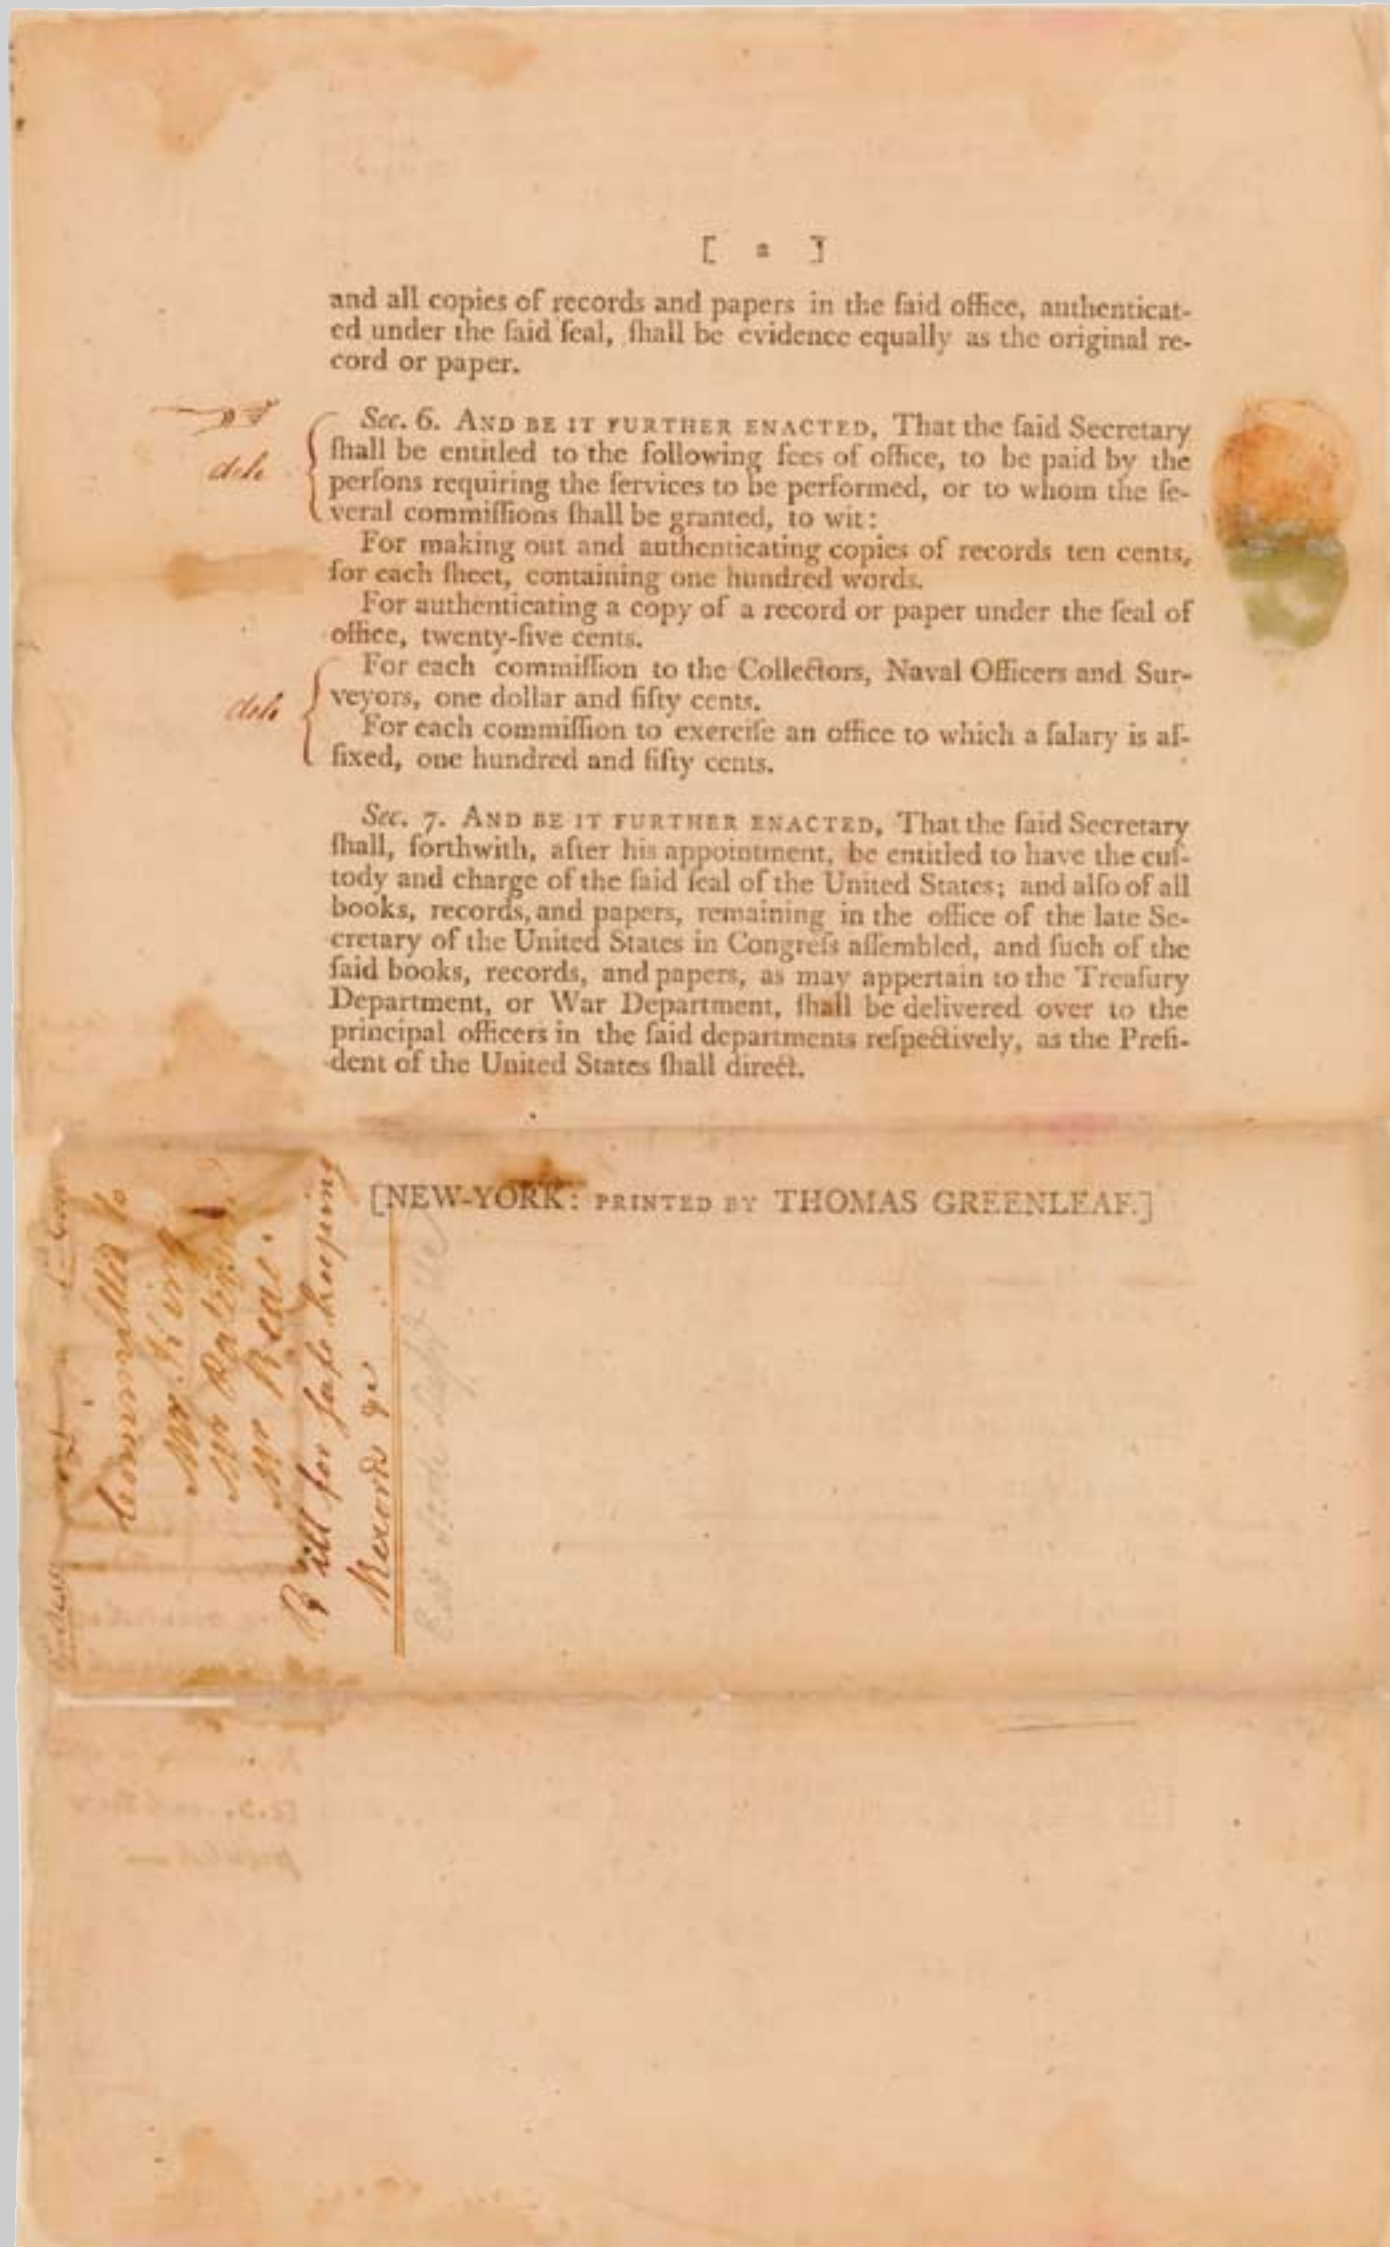 [ 2 ]
and all copies of records and papers in the ſaid office, authenticat-
ed under the ſaid ſeal, ſhall be evidence equally as the original re-
cord or paper.
Sec. 6. AND BE IT FURTHER ENACTED, That the ſaid Secretary
dele
ſhall be entitled to the following fees of office, to be paid by the
perſons requiring the ſervices to be performed, or to whom the ſe-
veral commiſſions ſhall be granted, to wit:
For making out and authenticating copies of records ten cents,
for each ſheet, containing one hundred words.
For authenticating a copy of a record or paper under the ſeal of
office, twenty-five cents.
For each commiſſion to the Collectors, Naval Officers and Sur-
dele
veyors, one dollar and fifty cents.
For each commiſſion to exerciſe an office to which a ſalary is af-
fixed, one hundred and fifty cents.
Sec. 7. AND BE IT FURTHER ENACTED, That the ſaid Secretary
ſhall, forthwith, after his appointment, be entitled to have the cuſ-
tody and charge of the ſaid ſeal of the United States; and alſo of all
books, records, and papers, remaining in the office of the late Se-
cretary of the United States in Congreſs aſſembled, and ſuch of the
ſaid books, records, and papers, as may appertain to the Treaſury
Department, or War Department, ſhall be delivered over to the
principal officers in the ſaid departments reſpectively, as the Preſi-
dent of the United States ſhall direct.
[NEW-YORK: PRINTED BY THOMAS GREENLEAF.]
Committed to
Mr. King
Mr Paterson
Mr Read.
Bill for ſafe keeping
Records &c